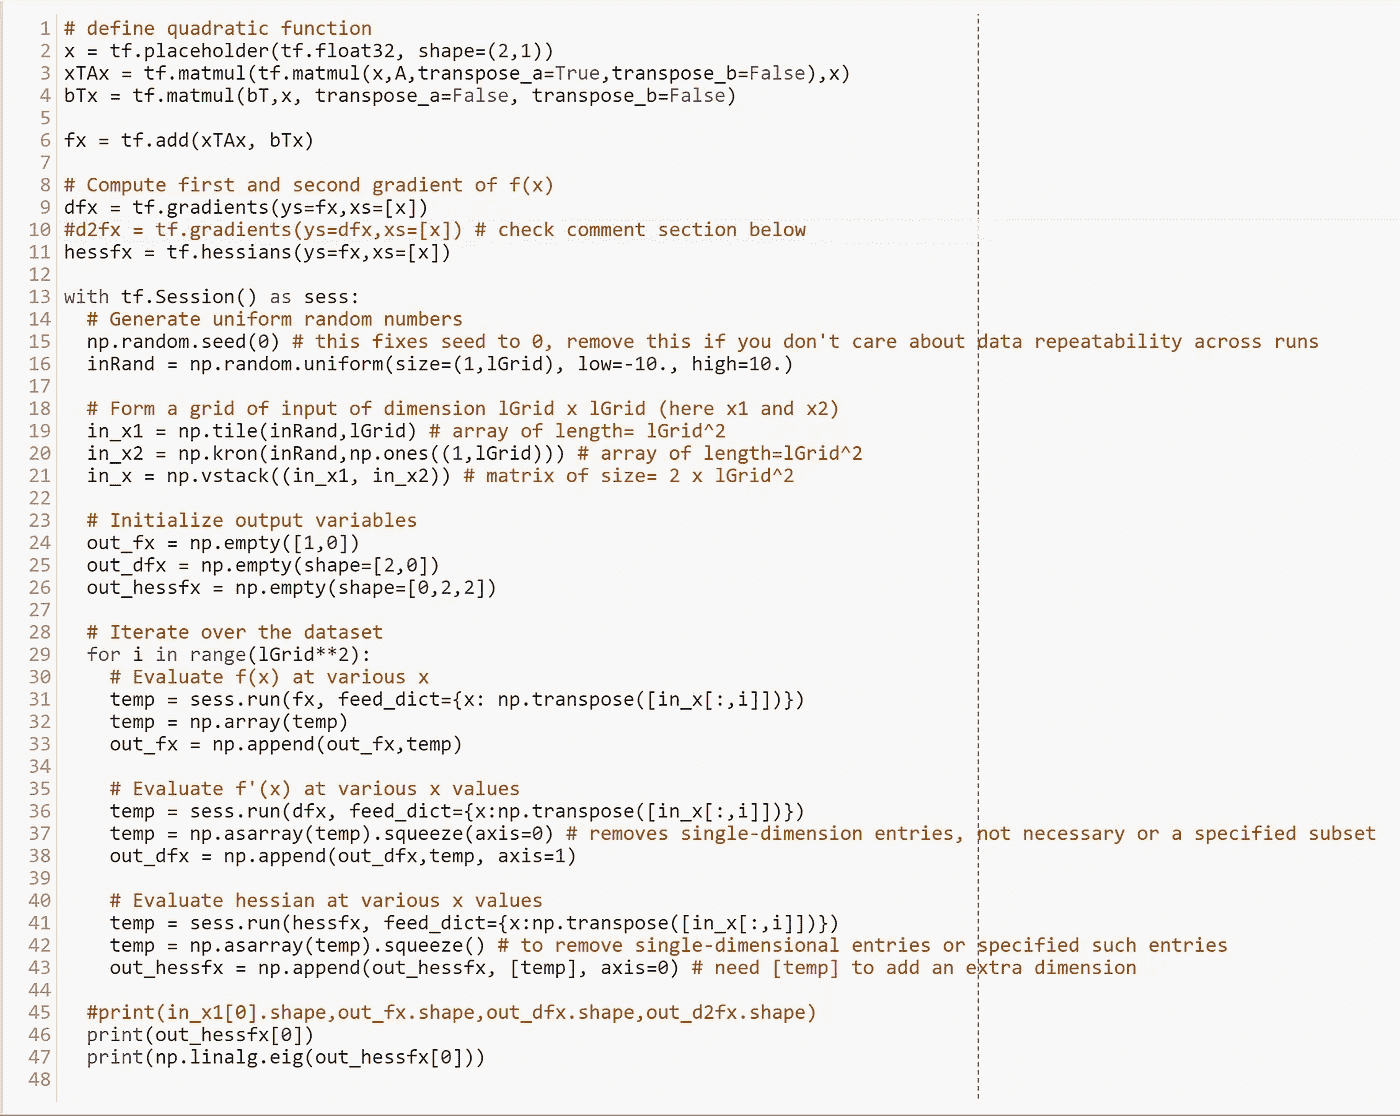 1 # define quadratic function
2 x = tf.placeholder(tf.float32, shape=(2,1))
3 xTAx = tf.matmul(tf.matmul(x,A,transpose_a=True,transpose_b=False),x)
4 bTx = tf.matmul(bT,x, transpose_a=False, transpose_b=False)
5
6 fx = tf.add(xTAx, bTx)
7
8 # Compute first and second gradient of f(x)
9 dfx = tf.gradients(ys=fx,xs=[x])
10 #d2fx = tf.gradients(ys=dfx,xs=[x]) # check comment section below
11 hessfx = tf.hessians(ys=fx,xs=[x])
12
13 with tf.Session() as sess:
14   # Generate uniform random numbers
15   np.random.seed(0) # this fixes seed to 0, remove this if you don't care about data repeatability across runs
16   inRand = np.random.uniform(size=(1,lGrid), low=-10., high=10.)
17
18   # Form a grid of input of dimension lGrid x lGrid (here x1 and x2)
19   in_x1 = np.tile(inRand,lGrid) # array of length= lGrid^2
20   in_x2 = np.kron(inRand,np.ones((1,lGrid))) # array of length=lGrid^2
21   in_x = np.vstack((in_x1, in_x2)) # matrix of size= 2 x lGrid^2
22
23   # Initialize output variables
24   out_fx = np.empty([1,0])
25   out_dfx = np.empty(shape=[2,0])
26   out_hessfx = np.empty(shape=[0,2,2])
27
28   # Iterate over the dataset
29   for i in range(lGrid**2):
30     # Evaluate f(x) at various x
31     temp = sess.run(fx, feed_dict={x: np.transpose([in_x[:,i]])})
32     temp = np.array(temp)
33     out_fx = np.append(out_fx,temp)
34
35     # Evaluate f'(x) at various x values
36     temp = sess.run(dfx, feed_dict={x:np.transpose([in_x[:,i]])})
37     temp = np.asarray(temp).squeeze(axis=0) # removes single-dimension entries, not necessary or a specified subset
38     out_dfx = np.append(out_dfx,temp, axis=1)
39
40     # Evaluate hessian at various x values
41     temp = sess.run(hessfx, feed_dict={x:np.transpose([in_x[:,i]])})
42     temp = np.asarray(temp).squeeze() # to remove single-dimensional entries or specified such entries
43     out_hessfx = np.append(out_hessfx, [temp], axis=0) # need [temp] to add an extra dimension
44
45   #print(in_x1[0].shape,out_fx.shape,out_dfx.shape,out_d2fx.shape)
46   print(out_hessfx[0])
47   print(np.linalg.eig(out_hessfx[0]))
48